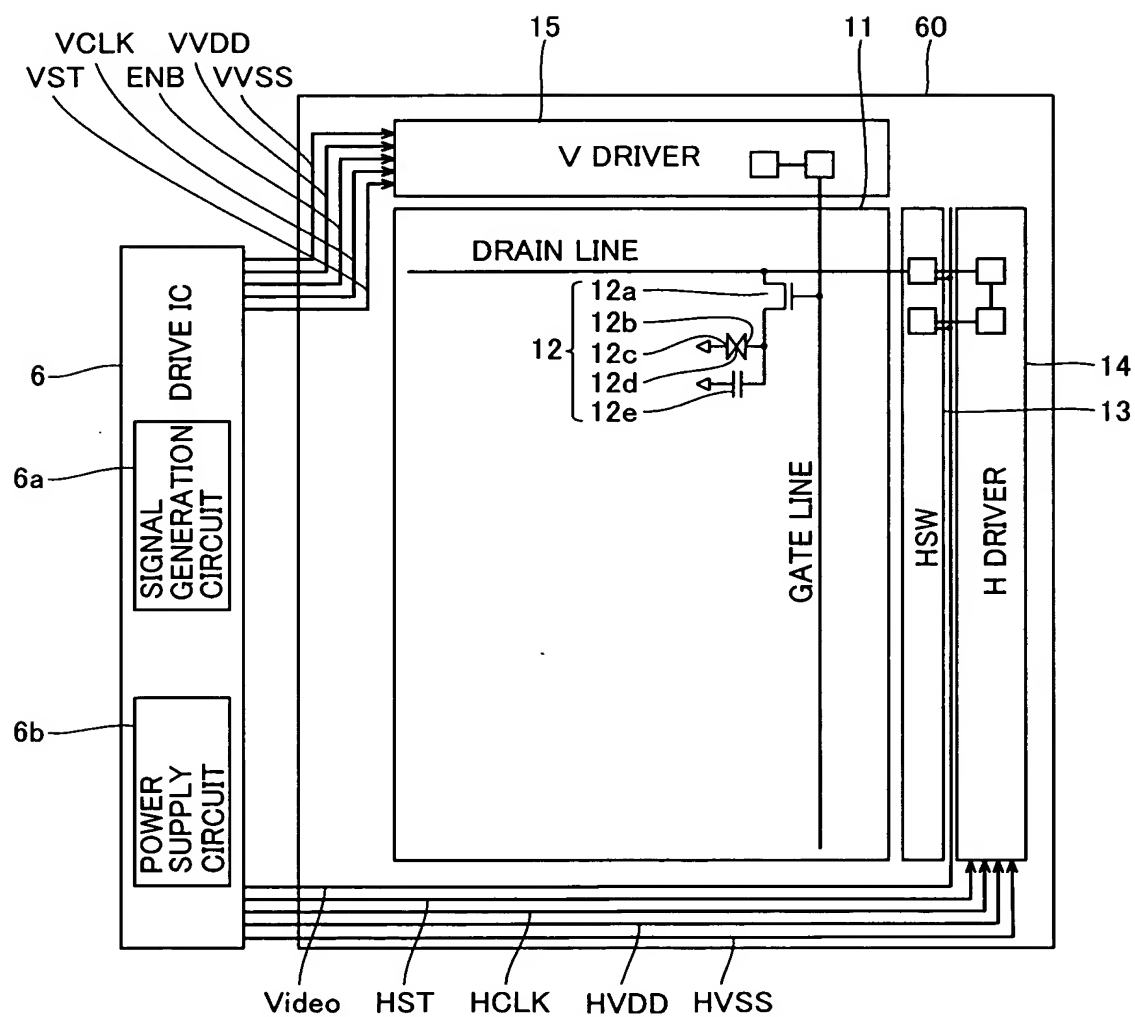 15
11
60
VCLK
VVDD
VST
ENB
VVSS
V DRIVER
DRAIN LINE
12a
12b
12
12c
12d
12e
6
DRIVE IC
14
13
6a
SIGNAL
GENERATION
CIRCUIT
GATE LINE
HSW
H DRIVER
6b
POWER
SUPPLY
CIRCUIT
Video
HST
HCLK
HVDD
HVSS